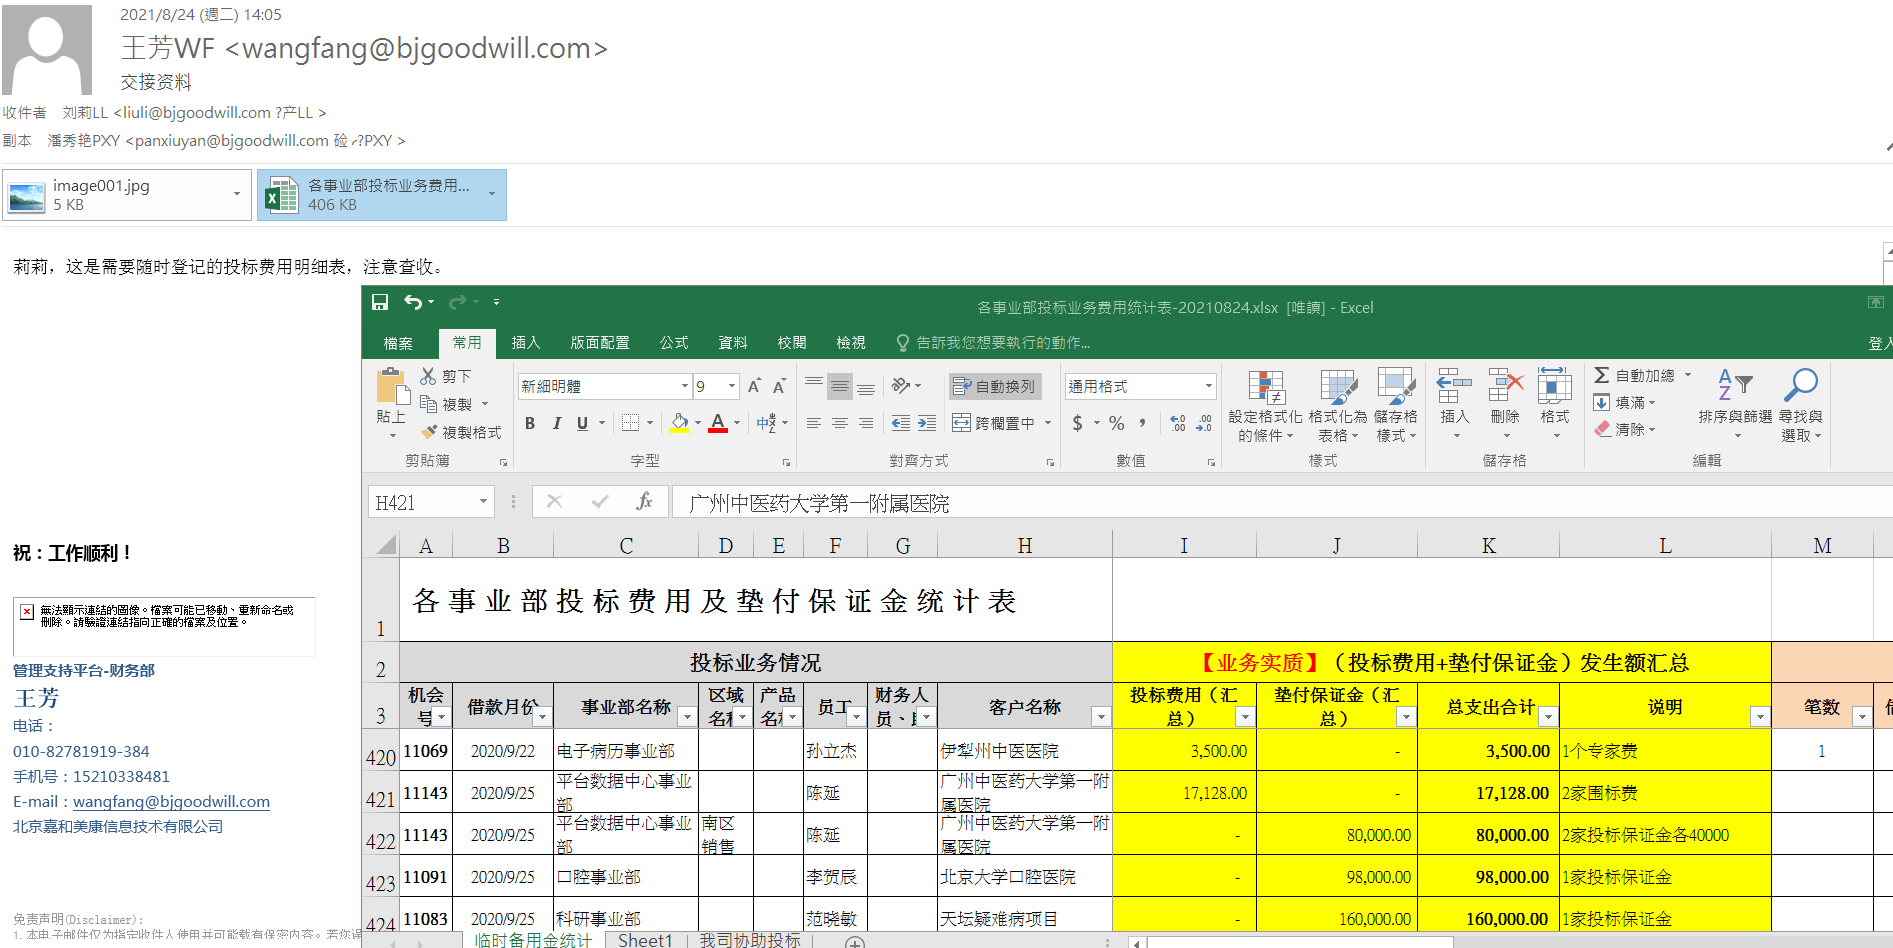 2021/8/24 (週二) 14:05
王芳WF <wangfang@bjgoodwill.com>
交接资料
收件者 刘莉LL <liuli@bjgoodwill.com ?产LL >
副本 潘秀艳PXY <panxiuyan@bjgoodwill.com 硷 ?PXY >
image001.jpg
5 KB
各事业部投标业务费用...
406 KB
莉莉，这是需要随时登记的投标费用明细表，注意查收。
祝：工作顺利！
無法顯示連結的圖像。檔案可能已移動、重新命名或
刪除。請驗證連結指向正確的檔案及位置。
管理支持平台-财务部
王芳
电话：
010-82781919-384
手机号：15210338481
E-mail：wangfang@bjgoodwill.com
北京嘉和美康信息技术有限公司
免责声明(Disclaimer):
1. 本电子邮件仅为指定收件人使用并可能载有保密内容。若您误
各事业部投标业务费用统计表-20210824.xlsx [唯讀] - Excel
檔案 常用 插入 版面配置 公式 資料 校閱 檢視 告訴我您想要執行的動作... 登入
貼上
剪下
複製
複製格式
剪貼簿
新細明體 9 A A
B I U A 中
字型
自動換列
跨欄置中
對齊方式
通用格式
$ % ,
數值
設定格式化
的條件
格式化為
表格
儲存格
樣式
樣式
插入 刪除 格式
儲存格
自動加總
填滿
清除
排序與篩選
尋找與
選取
編輯
H421 fx 广州中医药大学第一附属医院
A B C D E F G H I J K L M
1 各事业部投标费用及垫付保证金统计表
2 投标业务情况 【业务实质】（投标费用+垫付保证金）发生额汇总
3 机会号 借款月份 事业部名称 区域名称 产品名称 员工 财务人员、 客户名称 投标费用（汇总） 垫付保证金（汇总） 总支出合计 说明 笔数
420 11069 2020/9/22 电子病历事业部 孙立杰 伊犁州中医医院 3,500.00 - 3,500.00 1个专家费 1
421 11143 2020/9/25 平台数据中心事业部 陈延 广州中医药大学第一附属医院 17,128.00 - 17,128.00 2家围标费
422 11143 2020/9/25 平台数据中心事业部 南区销售 陈延 广州中医药大学第一附属医院 - 80,000.00 80,000.00 2家投标保证金各40000
423 11091 2020/9/25 口腔事业部 李贺辰 北京大学口腔医院 - 98,000.00 98,000.00 1家投标保证金
424 11083 2020/9/25 科研事业部 范晓敏 天坛疑难病项目 - 160,000.00 160,000.00 1家投标保证金
临时备用金统计 Sheet1 我司协助投标